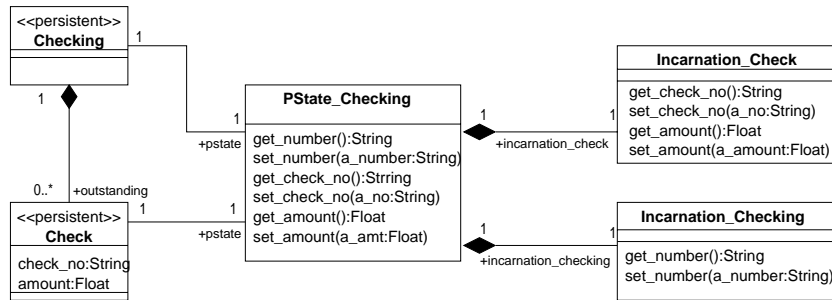 <<persistent>>
Checking
1
1
0..*
+outstanding
<<persistent>>
Check
check_no:String
amount:Float
1
1
+pstate
1
+pstate
PState_Checking
get_number():String
set_number(a_number:String)
get_check_no():Strring
set_check_no(a_no:String)
get_amount():Float
set_amount(a_amt:Float)
1
1
+incarnation_check
1
1
+incarnation_checking
Incarnation_Check
get_check_no():String
set_check_no(a_no:String)
get_amount():Float
set_amount(a_amount:Float)
Incarnation_Checking
get_number():String
set_number(a_number:String)